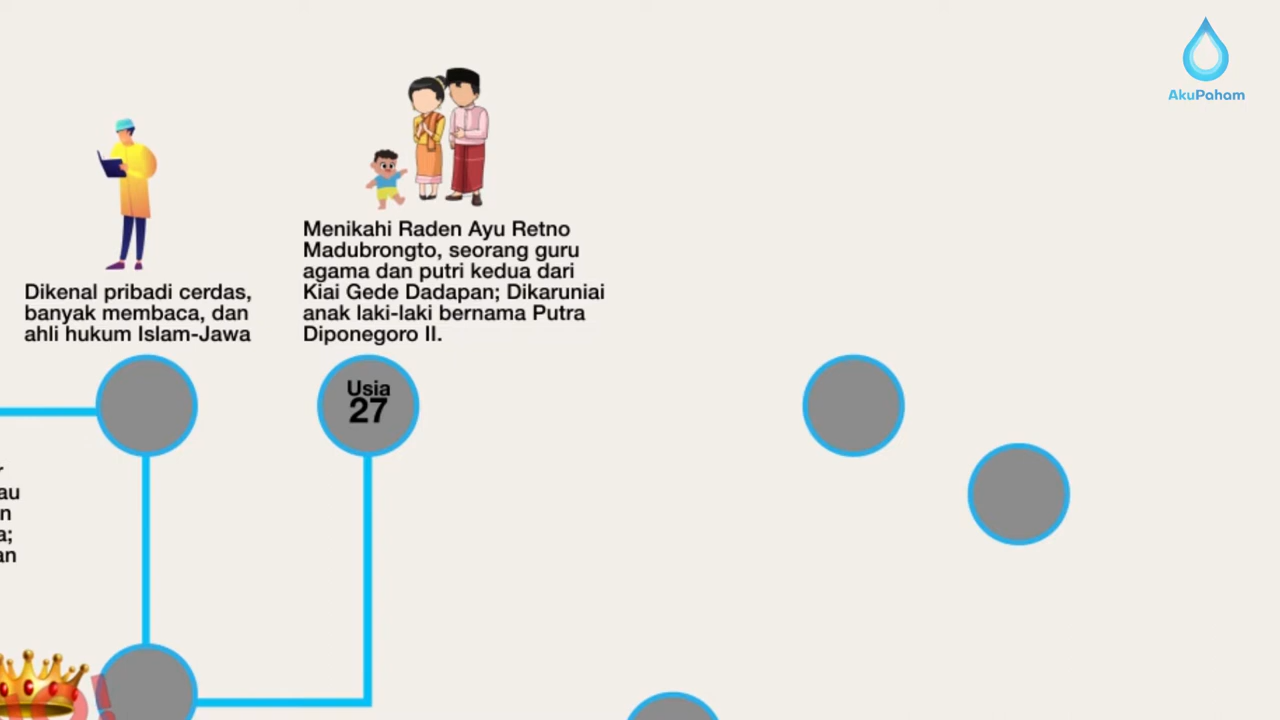 AkuPaham
Menikahi Raden Ayu Retno
Madubrongto, seorang guru
agama dan putri kedua dari
Kiai Gede Dadapan; Dikaruniai
anak laki-laki bernama Putra
Diponegoro II.
Dikenal pribadi cerdas,
banyak membaca, dan
ahli hukum Islam-Jawa
Usia
27